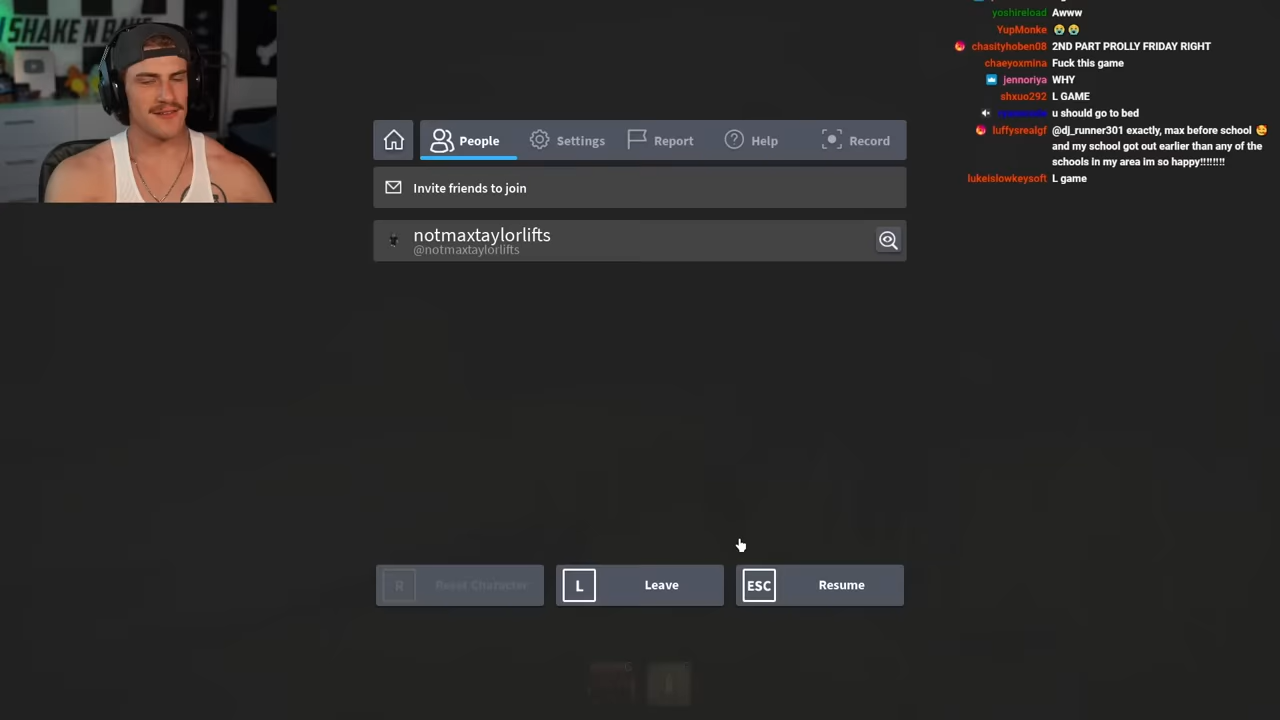 SHAKE N BAKE
yoshireload Awww
YupMonke 😭 😭
chasityhoben08 2ND PART PROLLY FRIDAY RIGHT
chaeyoxmina Fuck this game
jennoriya WHY
shxuo292 L GAME
u should go to bed
luffysrealgf @dj_runner301 exactly, max before school 🤩
and my school got out earlier than any of the
schools in my area im so happy!!!!!!!!
lukeislowkeysoft L game
People Settings Report Help Record
Invite friends to join
notmaxtaylorlifts
@notmaxtaylorlifts
R Reset Character L Leave ESC Resume